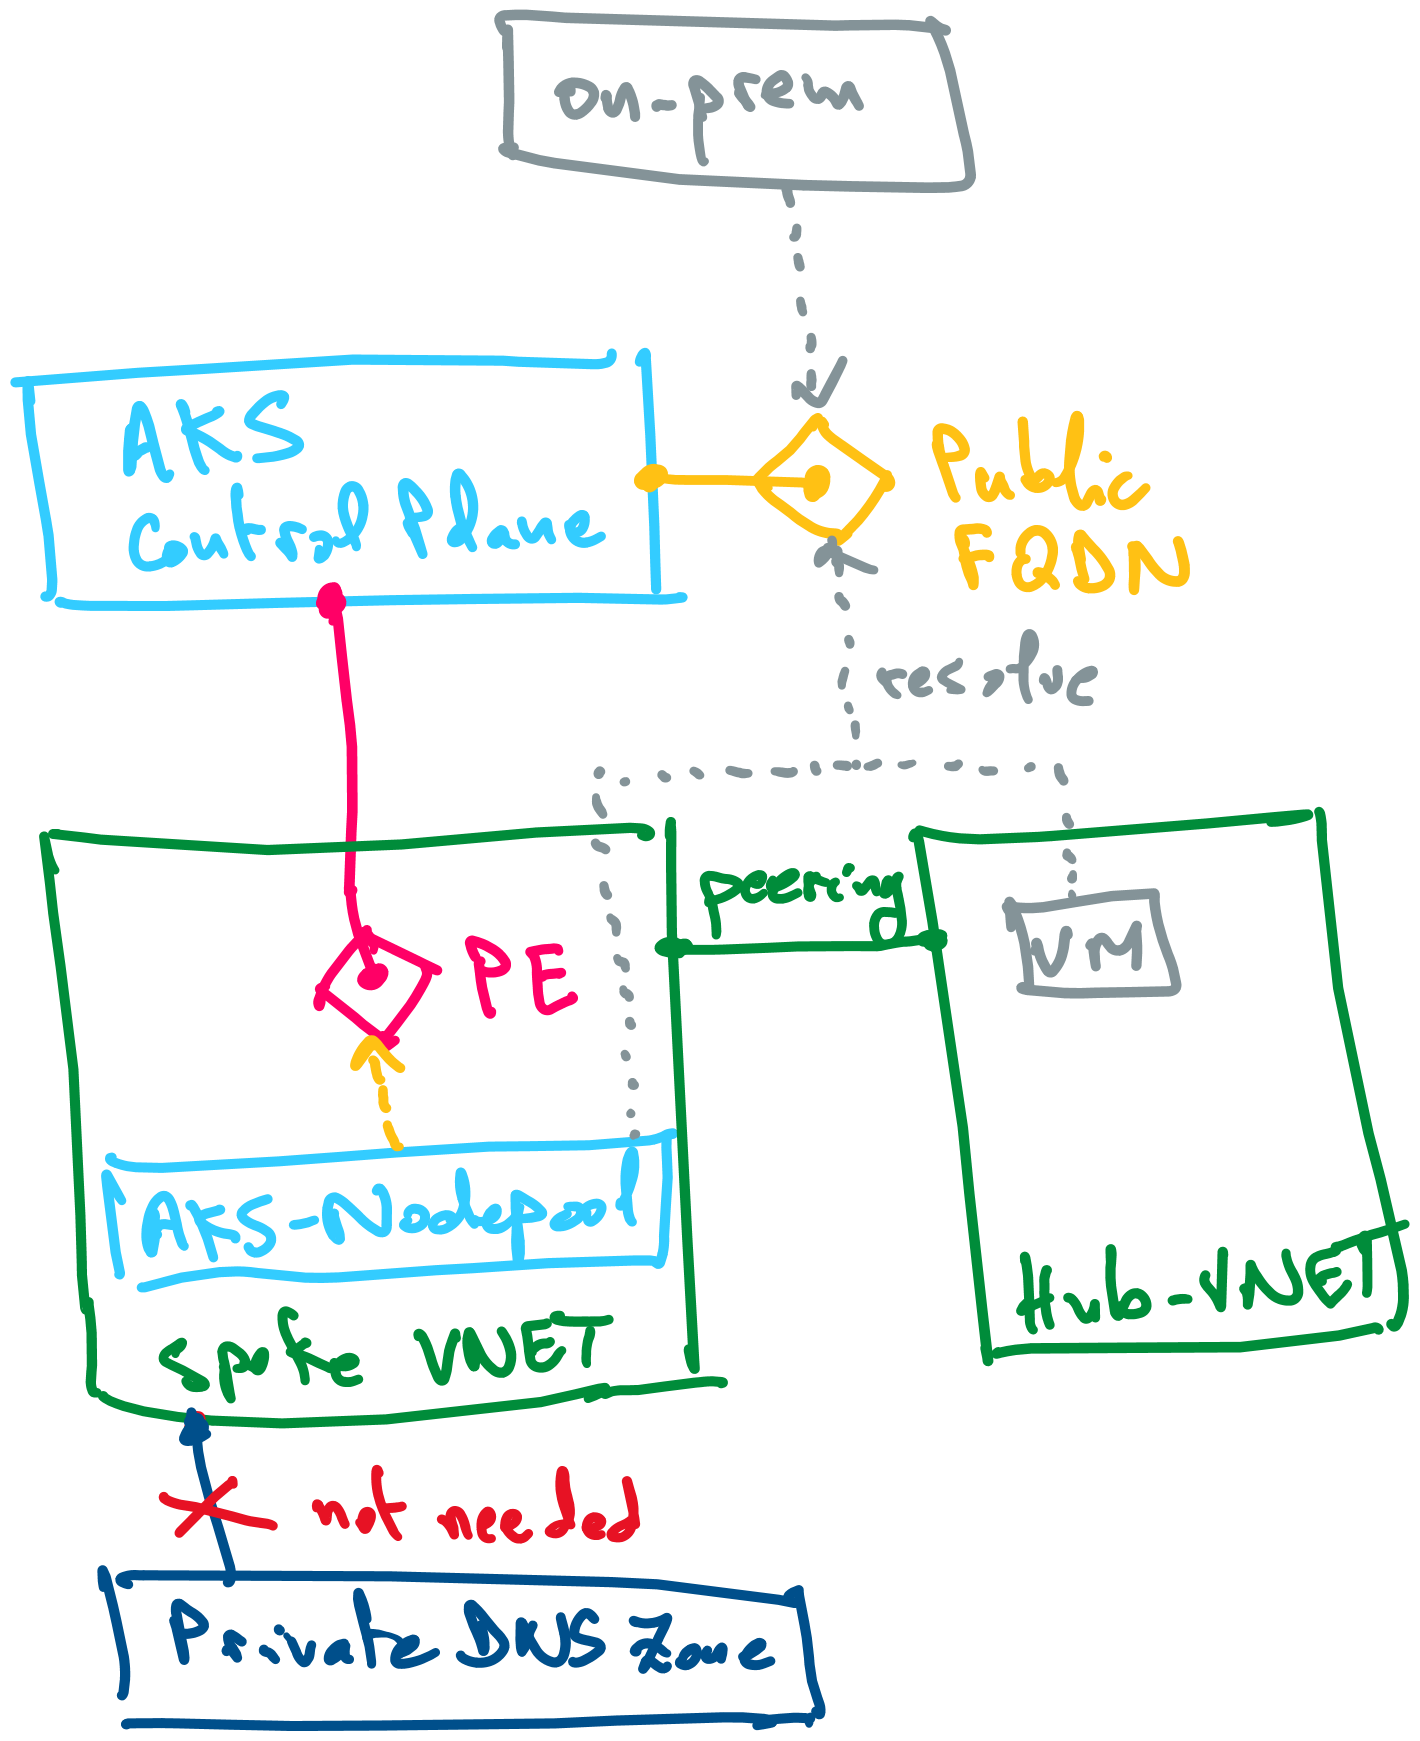 on-prem
AKS
Control Plane
Public
FQDN
resolve
peering
VM
PE
AKS-Nodepool
Spoke VNET
Hub-VNET
not needed
Private DNS Zone